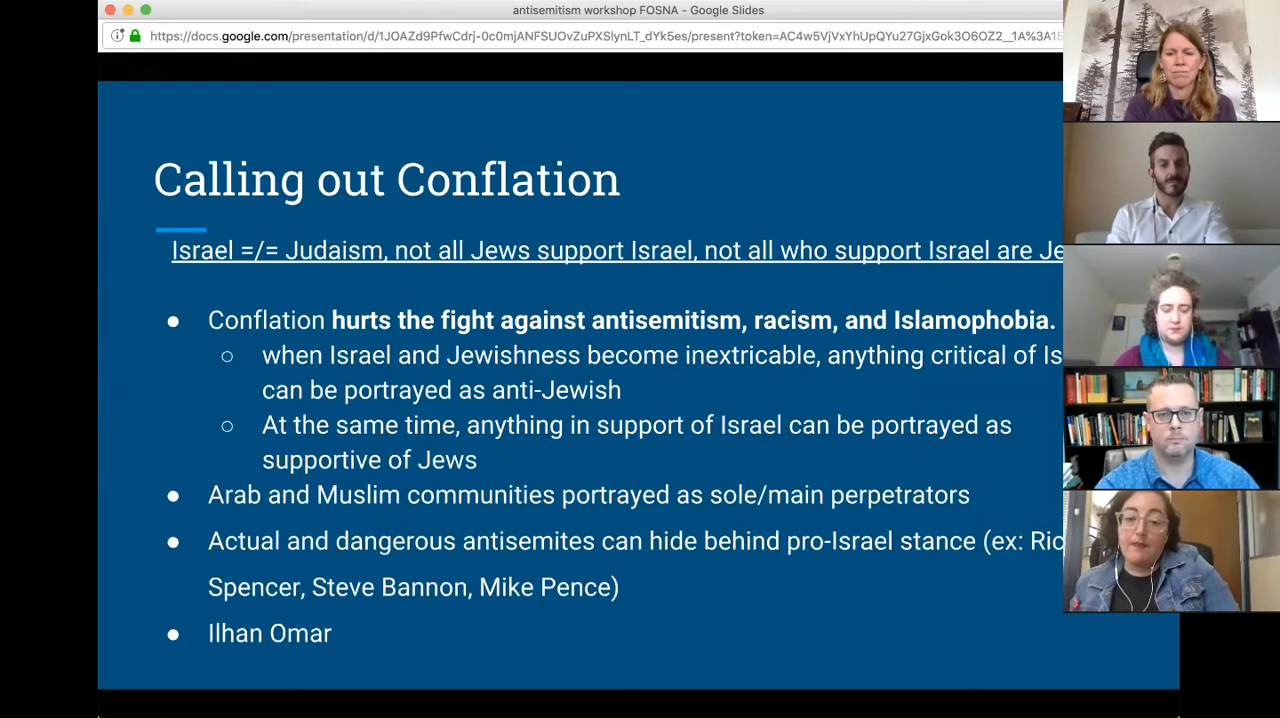 antisemitism workshop FOSNA - Google Slides
https://docs.google.com/presentation/d/1JOAZd9PfwCdrj-0c0mjANFSUOvZuPXSlynLT_dYk5es/present?token=AC4w5VjVxYhUpQYu27GjxGok3O6OZ2__1A%3A15
Calling out Conflation
Israel =/= Judaism, not all Jews support Israel, not all who support Israel are Je
● Conflation hurts the fight against antisemitism, racism, and Islamophobia.
○ when Israel and Jewishness become inextricable, anything critical of Is
can be portrayed as anti-Jewish
○ At the same time, anything in support of Israel can be portrayed as
supportive of Jews
● Arab and Muslim communities portrayed as sole/main perpetrators
● Actual and dangerous antisemites can hide behind pro-Israel stance (ex: Ric
Spencer, Steve Bannon, Mike Pence)
● Ilhan Omar